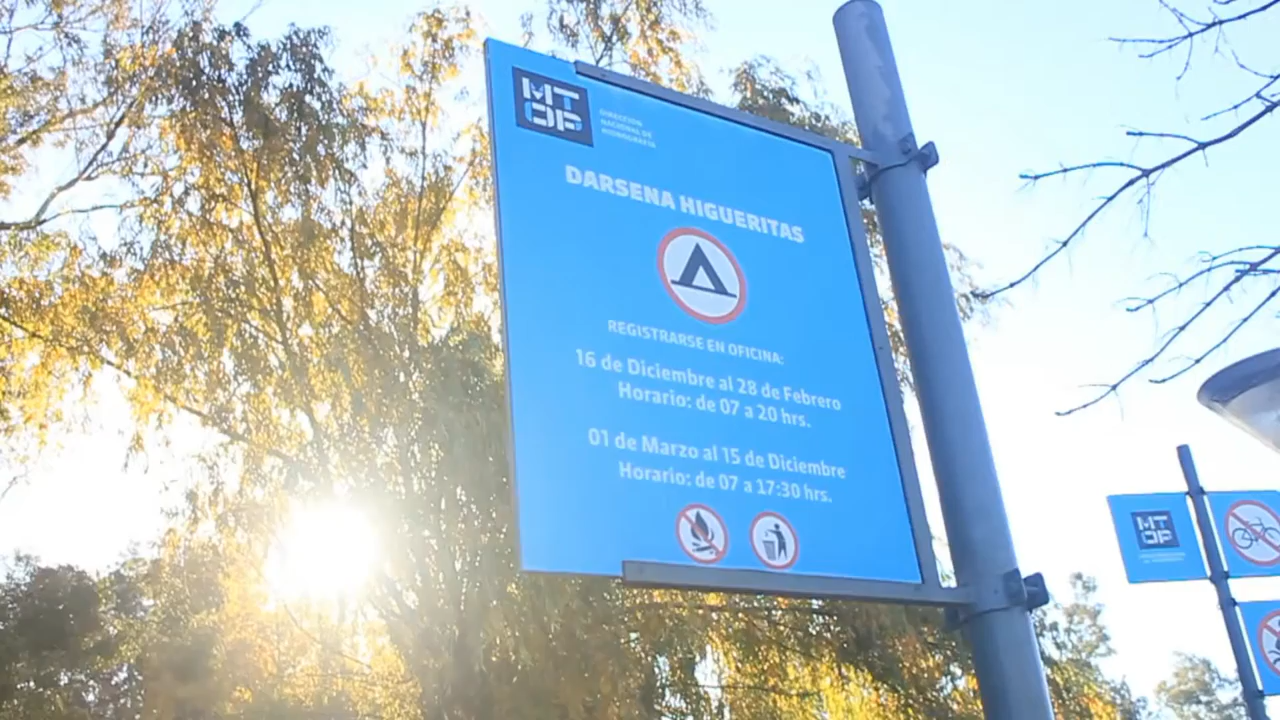 MT
OP
DIRECCIÓN
NACIONAL DE
HIDROGRAFÍA
DARSENA HIGUERITAS
REGISTRARSE EN OFICINA:
16 de Diciembre al 28 de Febrero
Horario: de 07 a 20 hrs.
01 de Marzo al 15 de Diciembre
Horario: de 07 a 17:30 hrs.
MT
OP